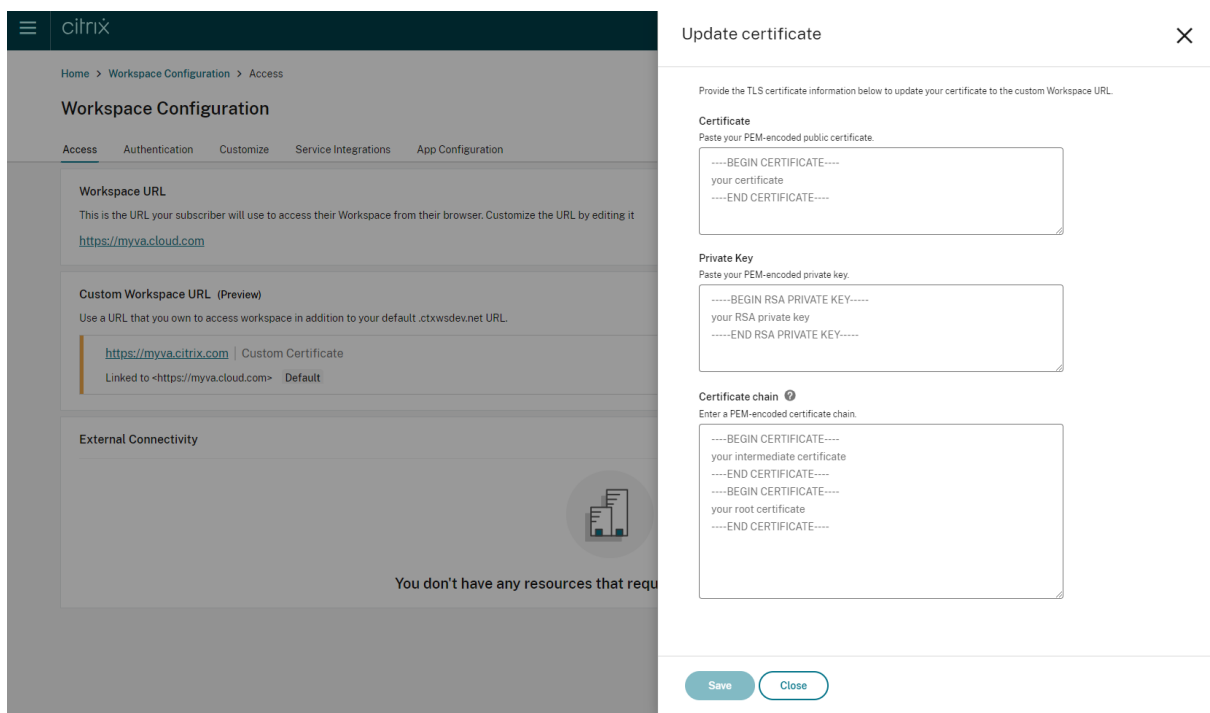 citrix
Home > Workspace Configuration > Access
Workspace Configuration
Access Authentication Customize Service Integrations App Configuration
Workspace URL
This is the URL your subscriber will use to access their Workspace from their browser. Customize the URL by editing it
https://myva.cloud.com
Custom Workspace URL (Preview)
Use a URL that you own to access workspace in addition to your default .ctxwsdev.net URL.
https://myva.citrix.com | Custom Certificate
Linked to <https://myva.cloud.com> Default
External Connectivity
You don't have any resources that requ
Update certificate
Provide the TLS certificate information below to update your certificate to the custom Workspace URL.
Certificate
Paste your PEM-encoded public certificate.
----BEGIN CERTIFICATE----
your certificate
----END CERTIFICATE----
Private Key
Paste your PEM-encoded private key.
-----BEGIN RSA PRIVATE KEY-----
your RSA private key
-----END RSA PRIVATE KEY-----
Certificate chain ?
Enter a PEM-encoded certificate chain.
----BEGIN CERTIFICATE----
your intermediate certificate
----END CERTIFICATE----
----BEGIN CERTIFICATE----
your root certificate
----END CERTIFICATE----
Save Close